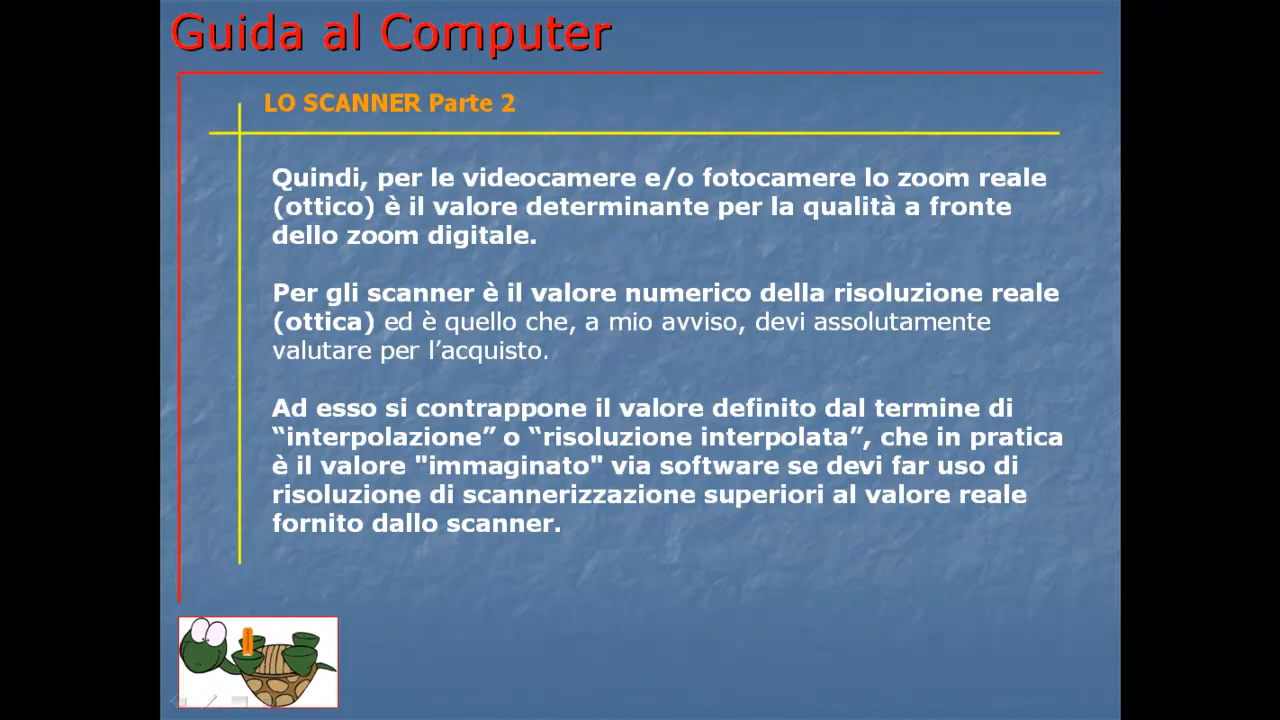 Guida al Computer
LO SCANNER Parte 2
Quindi, per le videocamere e/o fotocamere lo zoom reale
(ottico) è il valore determinante per la qualità a fronte
dello zoom digitale.
Per gli scanner è il valore numerico della risoluzione reale
(ottica) ed è quello che, a mio avviso, devi assolutamente
valutare per l’acquisto.
Ad esso si contrappone il valore definito dal termine di
“interpolazione” o “risoluzione interpolata”, che in pratica
è il valore "immaginato" via software se devi far uso di
risoluzione di scannerizzazione superiori al valore reale
fornito dallo scanner.